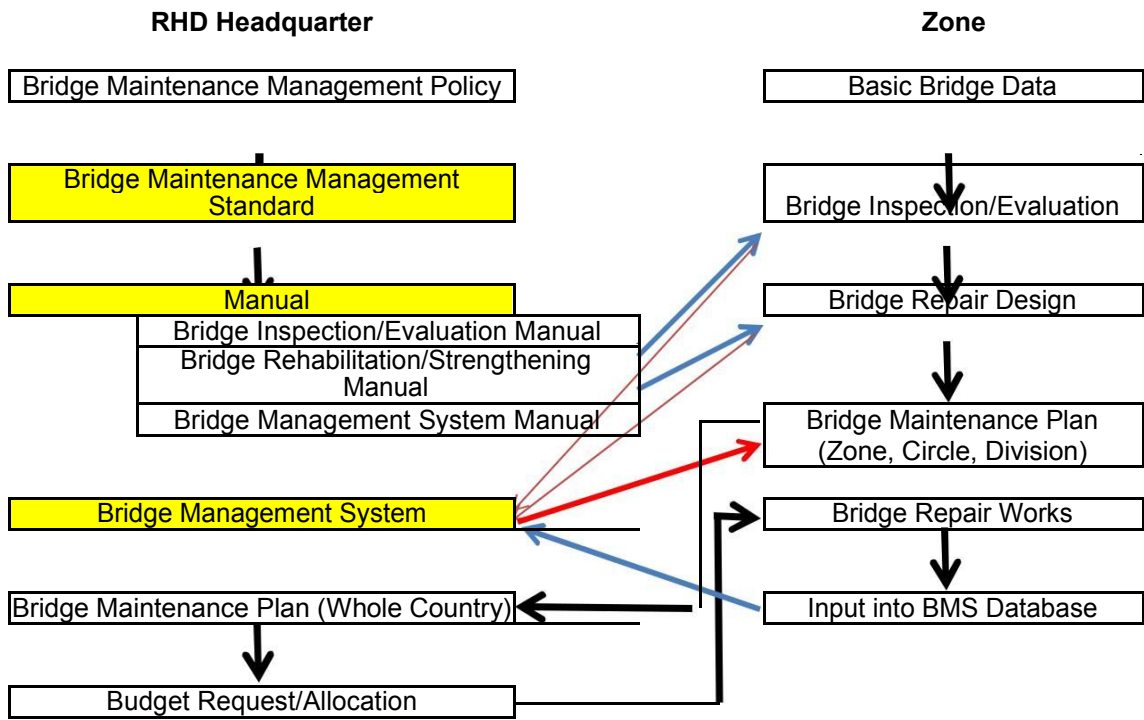 RHD Headquarter
Bridge Maintenance Management Policy
Bridge Maintenance Management
Standard
Manual
Bridge Inspection/Evaluation Manual
Bridge Rehabilitation/Strengthening
Manual
Bridge Management System Manual
Bridge Management System
Bridge Maintenance Plan (Whole Country)
Budget Request/Allocation
Zone
Basic Bridge Data
Bridge Inspection/Evaluation
Bridge Repair Design
Bridge Maintenance Plan
(Zone, Circle, Division)
Bridge Repair Works
Input into BMS Database